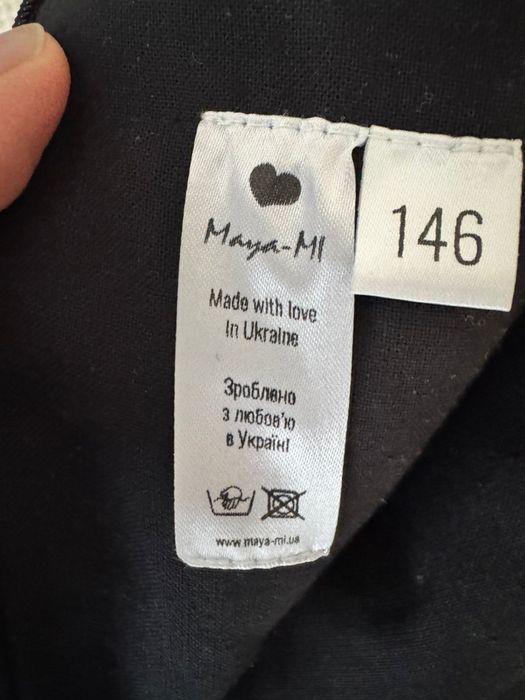 Maya-MI
146
Made with love
in Ukraine
Зроблено
з любов'ю
в Україні
www.maya-mi.ua